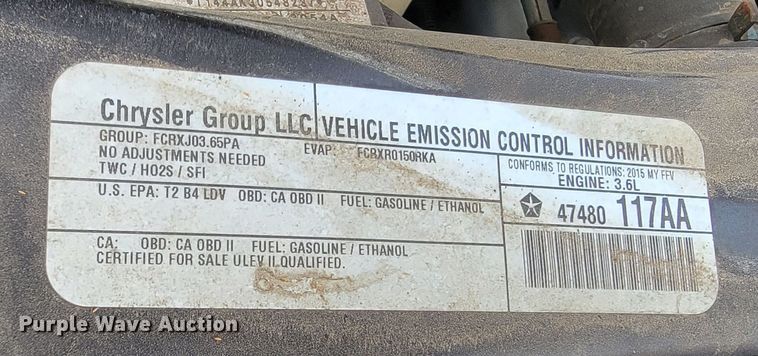 Chrysler Group LLC VEHICLE EMISSION CONTROL INFORMATION
GROUP: FCRXJ03.65PA EVAP: FCRXR0150RKA
NO ADJUSTMENTS NEEDED
TWC / HO2S / SFI
CONFORMS TO REGULATIONS: 2015 MY FFV
ENGINE: 3.6L
U.S. EPA: T2 B4 LDV OBD: CA OBD II FUEL: GASOLINE / ETHANOL
47480 117AA
CA: OBD: CA OBD II FUEL: GASOLINE / ETHANOL
CERTIFIED FOR SALE ULEV II.QUALIFIED.
Purple Wave Auction